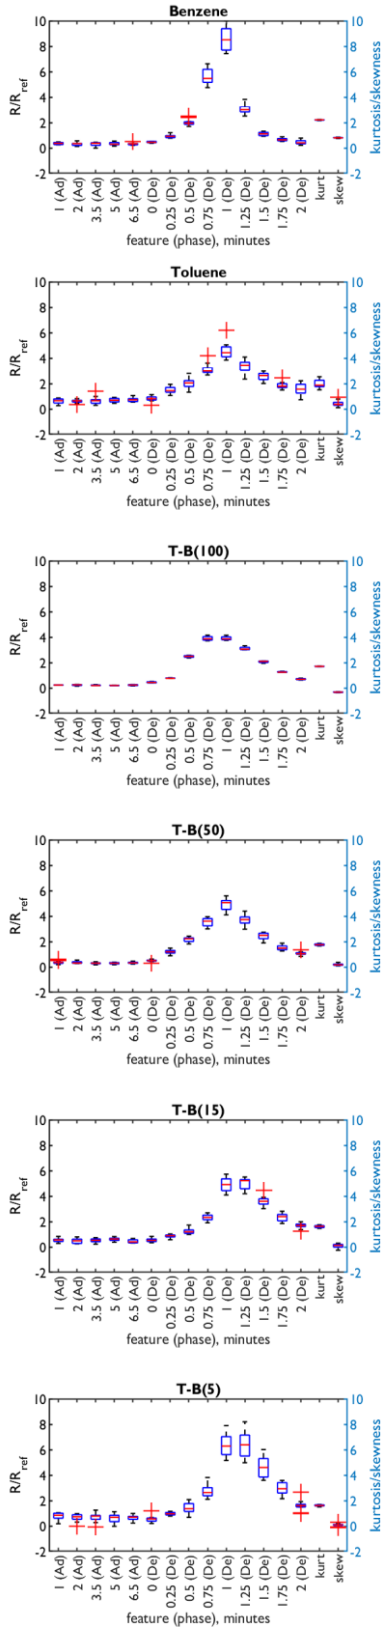 Benzene
10
8
6
4
2
0
-2
R/R_ref
10
8
6
4
2
0
-2
kurtosis/skewness
1 (Ad)
2 (Ad)
3.5 (Ad)
5 (Ad)
6.5 (Ad)
0 (De)
0.25 (De)
0.5 (De)
0.75 (De)
1 (De)
1.25 (De)
1.5 (De)
1.75 (De)
2 (De)
kurt
skew
feature (phase), minutes
Toluene
10
8
6
4
2
0
-2
R/R_ref
10
8
6
4
2
0
-2
kurtosis/skewness
1 (Ad)
2 (Ad)
3.5 (Ad)
5 (Ad)
6.5 (Ad)
0 (De)
0.25 (De)
0.5 (De)
0.75 (De)
1 (De)
1.25 (De)
1.5 (De)
1.75 (De)
2 (De)
kurt
skew
feature (phase), minutes
T-B(100)
10
8
6
4
2
0
-2
R/R_ref
10
8
6
4
2
0
-2
kurtosis/skewness
1 (Ad)
2 (Ad)
3.5 (Ad)
5 (Ad)
6.5 (Ad)
0 (De)
0.25 (De)
0.5 (De)
0.75 (De)
1 (De)
1.25 (De)
1.5 (De)
1.75 (De)
2 (De)
kurt
skew
feature (phase), minutes
T-B(50)
10
8
6
4
2
0
-2
R/R_ref
10
8
6
4
2
0
-2
kurtosis/skewness
1 (Ad)
2 (Ad)
3.5 (Ad)
5 (Ad)
6.5 (Ad)
0 (De)
0.25 (De)
0.5 (De)
0.75 (De)
1 (De)
1.25 (De)
1.5 (De)
1.75 (De)
2 (De)
kurt
skew
feature (phase), minutes
T-B(15)
10
8
6
4
2
0
-2
R/R_ref
10
8
6
4
2
0
-2
kurtosis/skewness
1 (Ad)
2 (Ad)
3.5 (Ad)
5 (Ad)
6.5 (Ad)
0 (De)
0.25 (De)
0.5 (De)
0.75 (De)
1 (De)
1.25 (De)
1.5 (De)
1.75 (De)
2 (De)
kurt
skew
feature (phase), minutes
T-B(5)
10
8
6
4
2
0
-2
R/R_ref
10
8
6
4
2
0
-2
kurtosis/skewness
1 (Ad)
2 (Ad)
3.5 (Ad)
5 (Ad)
6.5 (Ad)
0 (De)
0.25 (De)
0.5 (De)
0.75 (De)
1 (De)
1.25 (De)
1.5 (De)
1.75 (De)
2 (De)
kurt
skew
feature (phase), minutes